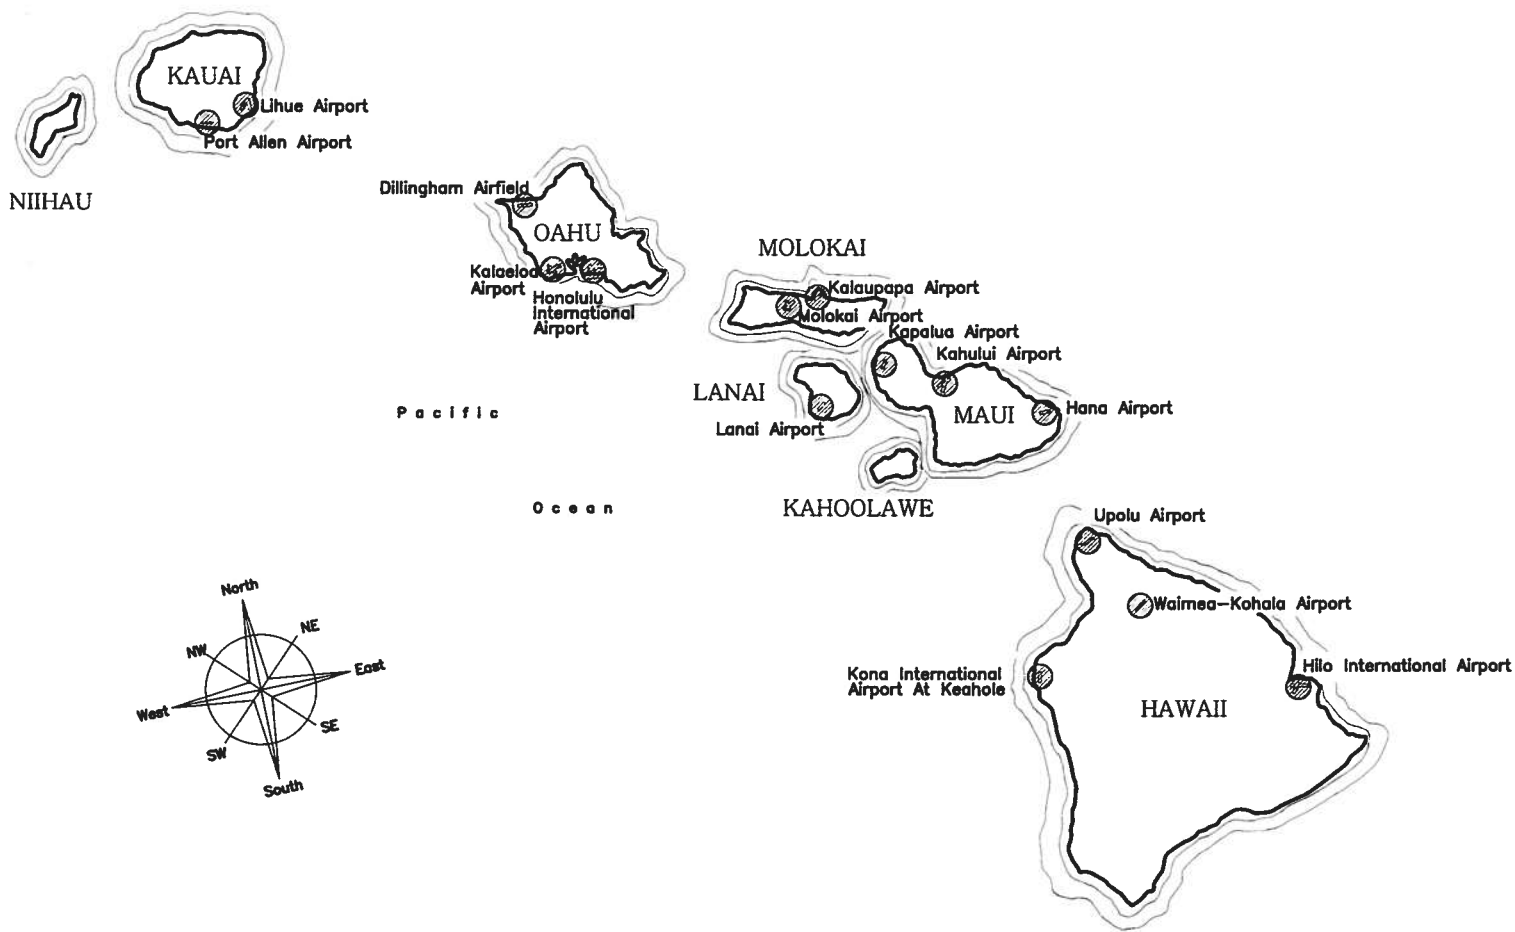 KAUAI
Lihue Airport
Port Allen Airport
NIIHAU
Dillingham Airfield
OAHU
Kalaeloa
Airport
Honolulu
International
Airport
MOLOKAI
Kalaupapa Airport
Molokai Airport
Kapalua Airport
Kahului Airport
LANAI
Lanai Airport
MAUI
Hana Airport
Pacific
Ocean
KAHOOLAWE
Upolu Airport
Waimea-Kohala Airport
Kona International
Airport At Keahole
Hilo International Airport
HAWAII
North
NE
NW
East
West
SE
SW
South